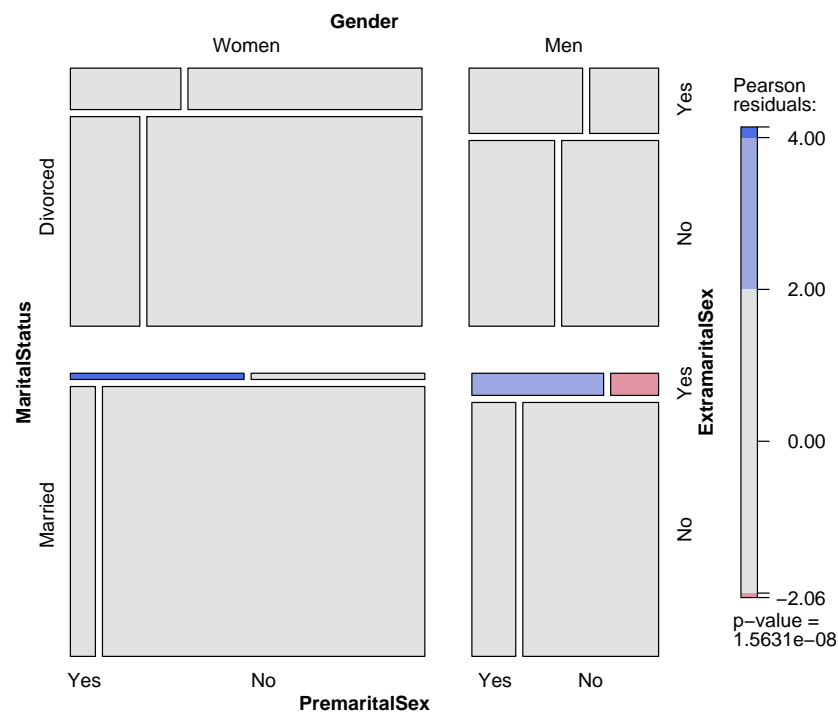 Gender
Women Men
Pearson
residuals:
MaritalStatus
Divorced
Married
Yes
No
Yes
No
ExtramaritalSex
4.00
2.00
0.00
−2.06
p−value =
1.5631e−08
Yes No Yes No
PremaritalSex